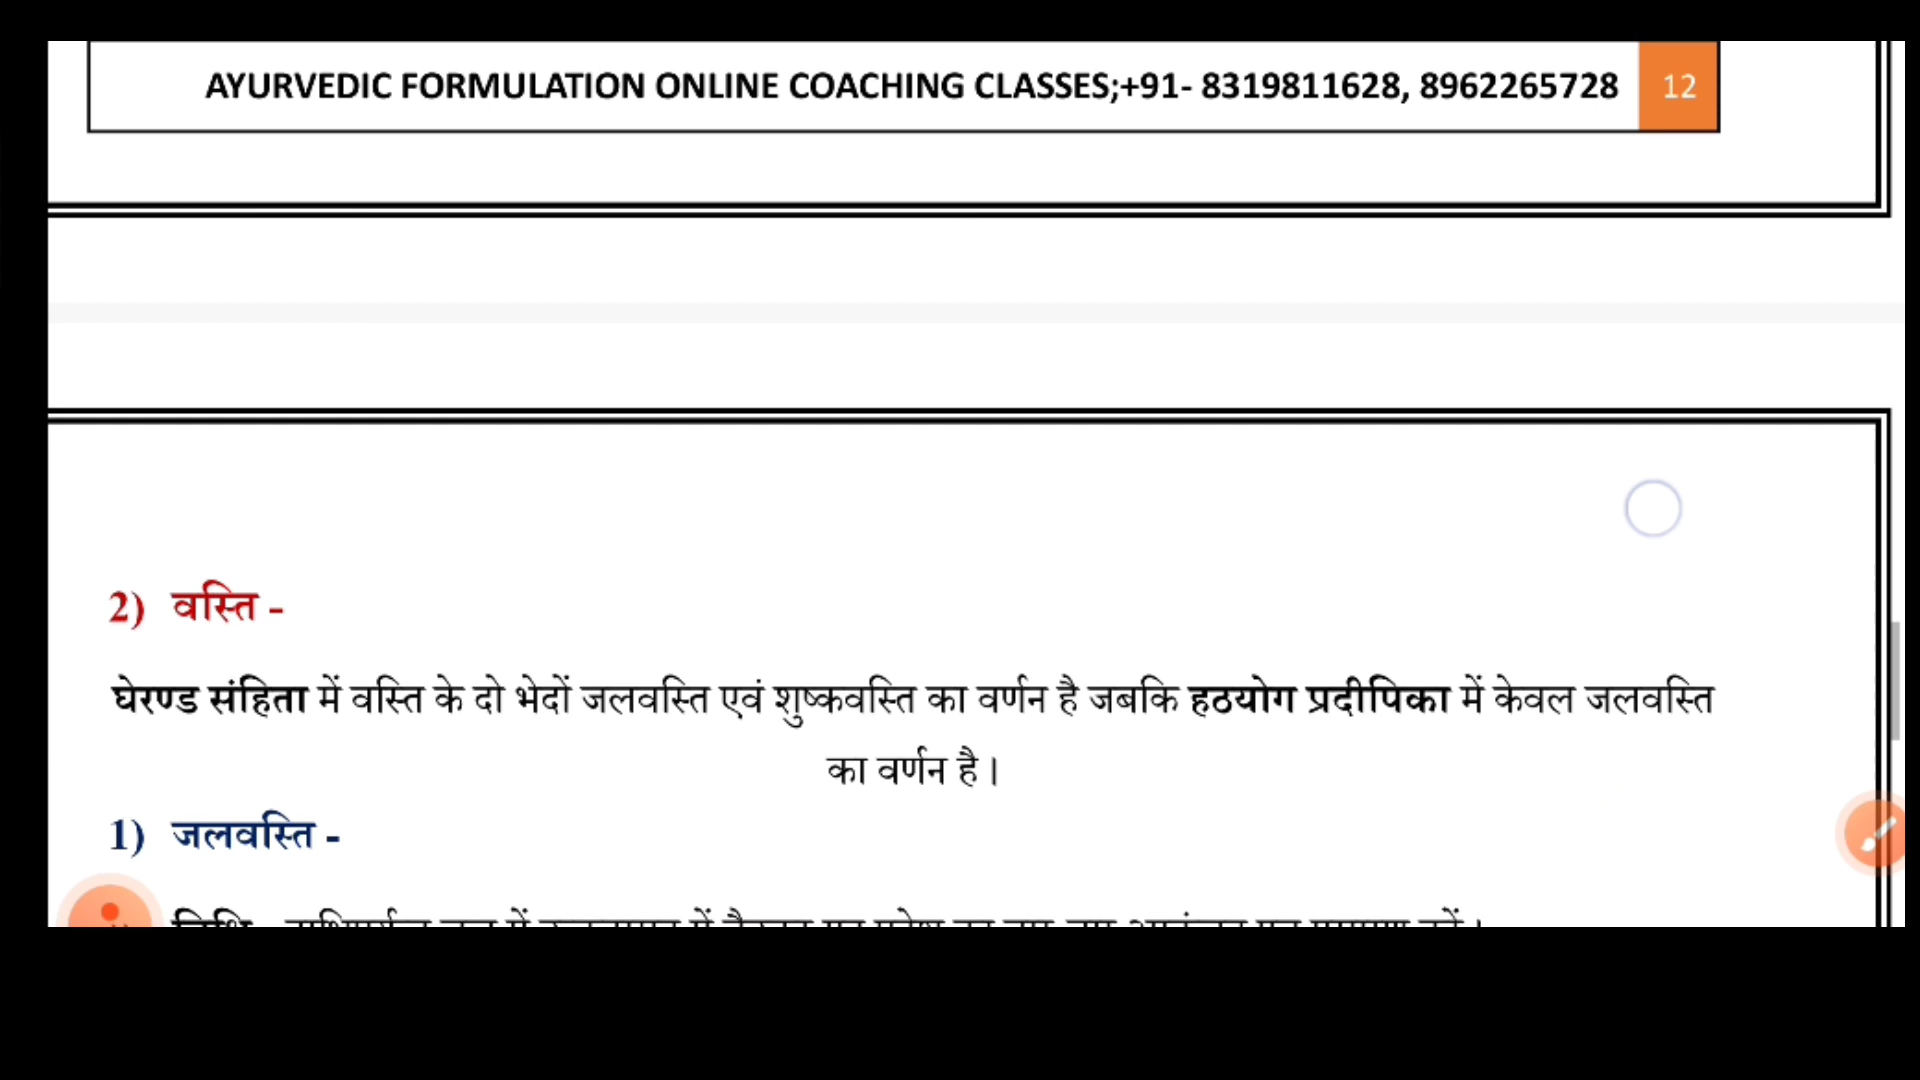 AYURVEDIC FORMULATION ONLINE COACHING CLASSES;+91- 8319811628, 8962265728 12
2) वस्ति -
घेरण्ड संहिता में वस्ति के दो भेदों जलवस्ति एवं शुष्कवस्ति का वर्णन है जबकि हठयोग प्रदीपिका में केवल जलवस्ति
का वर्णन है।
1) जलवस्ति -